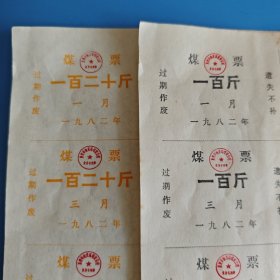 煤 票
过期作废
一百二十斤
一月
一九八二年
煤 票
过期作废
一百二十斤
三月
一九八二年
煤
煤 票
过期作废
一百斤
遗失不补
一月
一九八二年
煤 票
过期作废
一百斤
遗失不
三月
一九八二年
煤 票